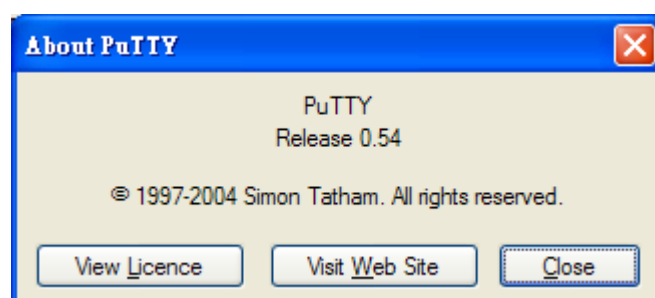 About PuTTY
PuTTY
Release 0.54
© 1997-2004 Simon Tatham. All rights reserved.
View Licence
Visit Web Site
Close